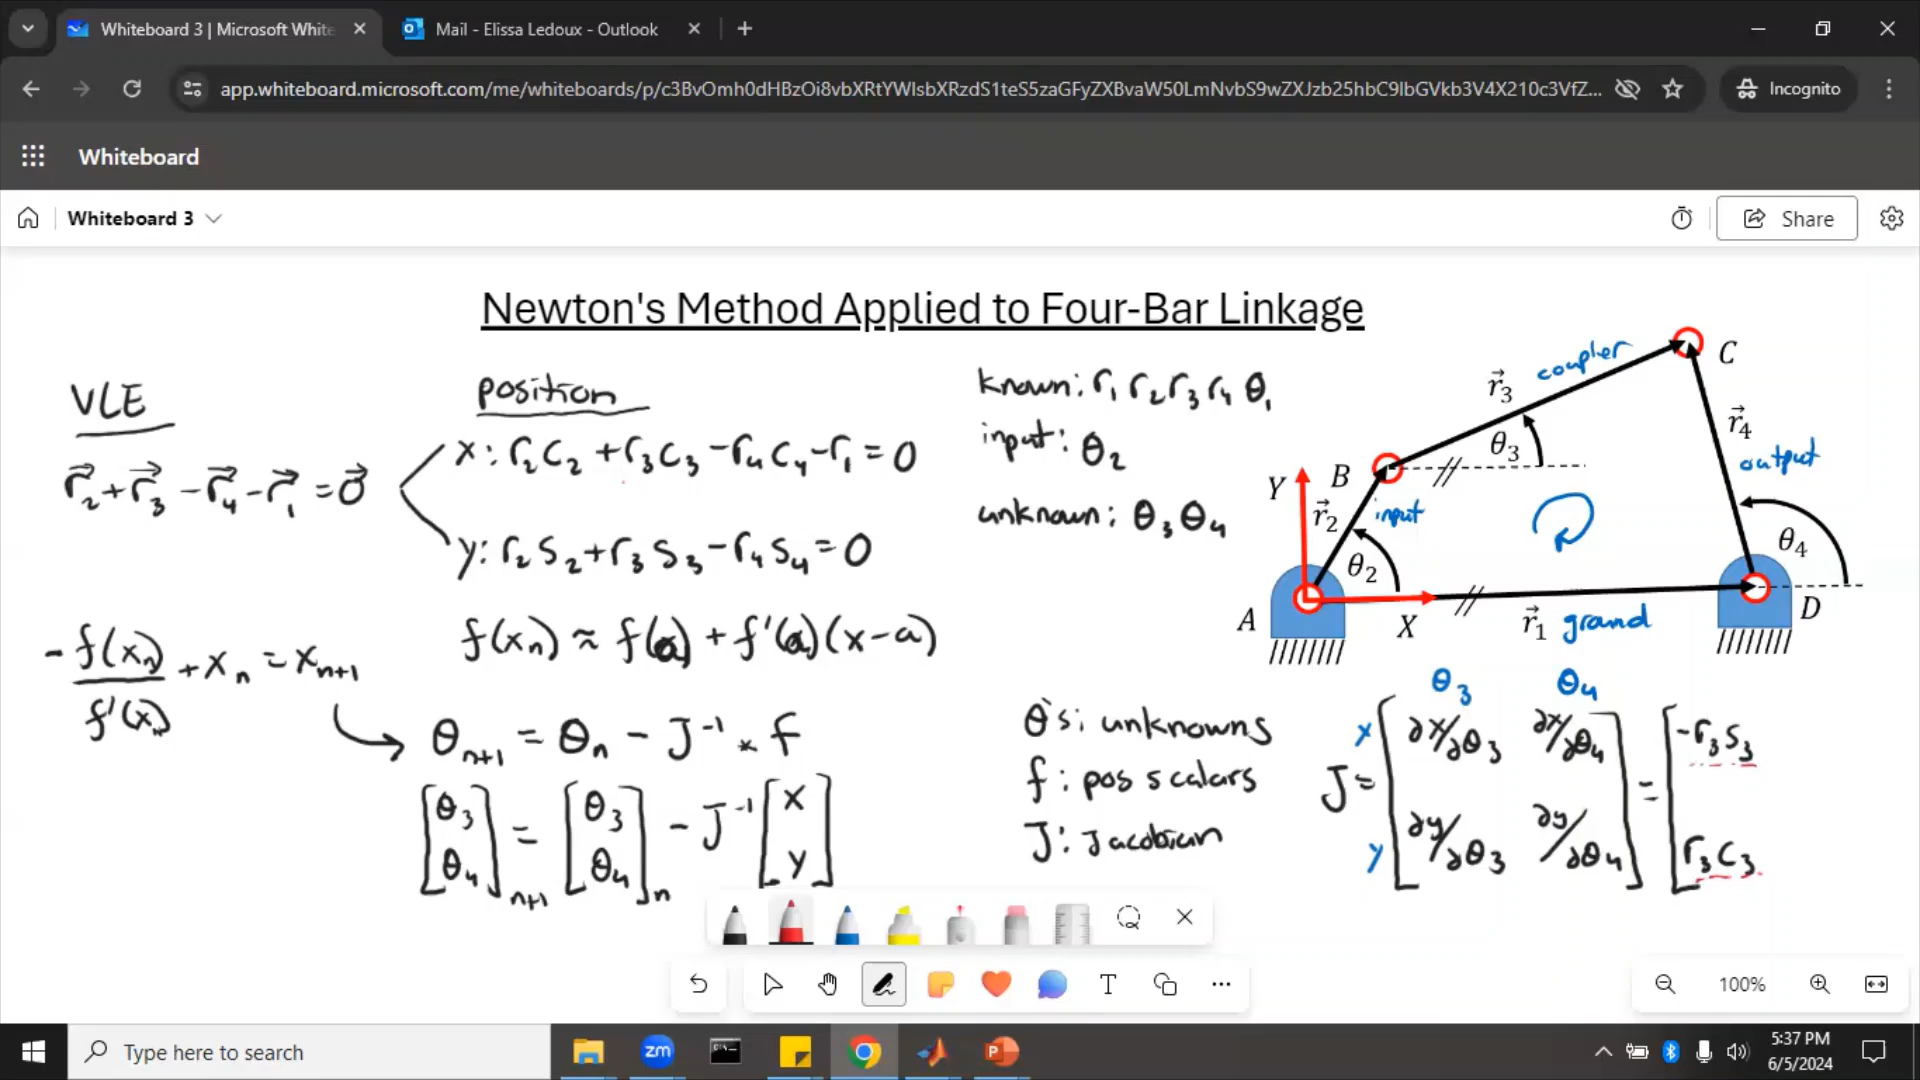 Whiteboard 3 | Microsoft White
Mail - Elissa Ledoux - Outlook
app.whiteboard.microsoft.com/me/whiteboards/p/c3BvOmh0dHBzOi8vbXRtYWlsbXRzdS1teS5zaGFyZXBvaW50LmNvbS9wZXJzb25hbC9lbGVkb3V4X210c3VfZ...
Incognito
Whiteboard
Whiteboard 3
Share
Newton's Method Applied to Four-Bar Linkage
VLE
r⃗₂ + r⃗₃ - r⃗₄ - r⃗₁ = 0⃗
position
x: r₂c₂ + r₃c₃ - r₄c₄ - r₁ = 0
y: r₂s₂ + r₃s₃ - r₄s₄ = 0
known: r₁ r₂ r₃ r₄ θ₁
input: θ₂
unknown: θ₃ θ₄
coupler
C
r⃗₃
r⃗₄
θ₃
output
B
Y
r⃗₂
input
θ₂
θ₄
A
X
r⃗₁ ground
D
f(xₙ) ≈ f(a) + f'(a)(x-a)
- f(xₙ)/f'(xₙ) + xₙ = xₙ₊₁
θₙ₊₁ = θₙ - J⁻¹ * f
[θ₃ θ₄]ₙ₊₁ = [θ₃ θ₄]ₙ - J⁻¹ [x y]
θ's: unknowns
f: pos scalars
J: Jacobian
θ₃ θ₄
x
J = [∂x/∂θ₃ ∂x/∂θ₄ ∂y/∂θ₃ ∂y/∂θ₄] = [-r₃s₃ r₃c₃
y
100%
Type here to search
zm
5:37 PM
6/5/2024